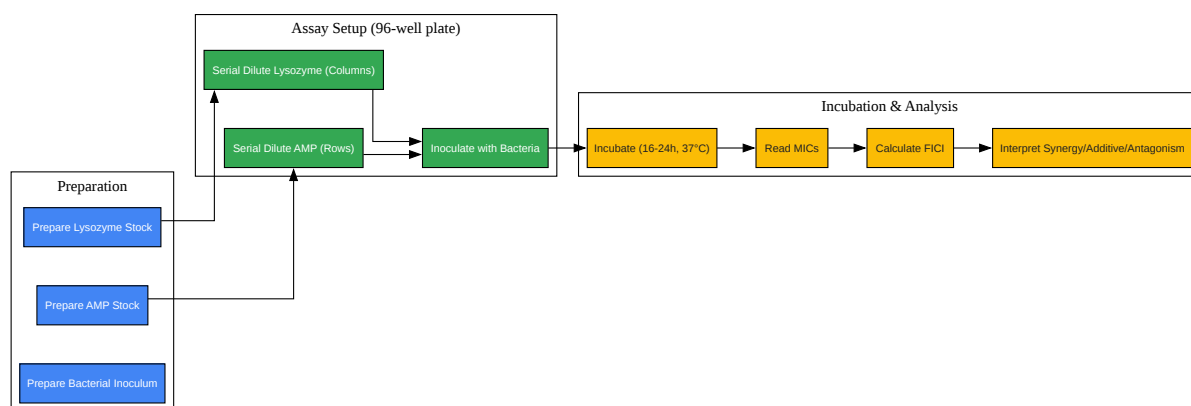 Assay Setup (96-well plate)
Serial Dilute Lysozyme (Columns)
Serial Dilute AMP (Rows)
Inoculate with Bacteria
Incubation & Analysis
Incubate (16-24h, 37°C)
Read MICs
Calculate FICI
Interpret Synergy/Additive/Antagonism
Preparation
Prepare Lysozyme Stock
Prepare AMP Stock
Prepare Bacterial Inoculum